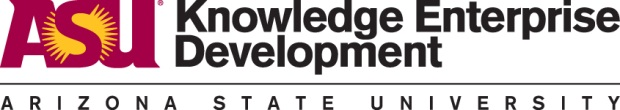 ASU® Knowledge Enterprise
Development
ARIZONA STATE UNIVERSITY